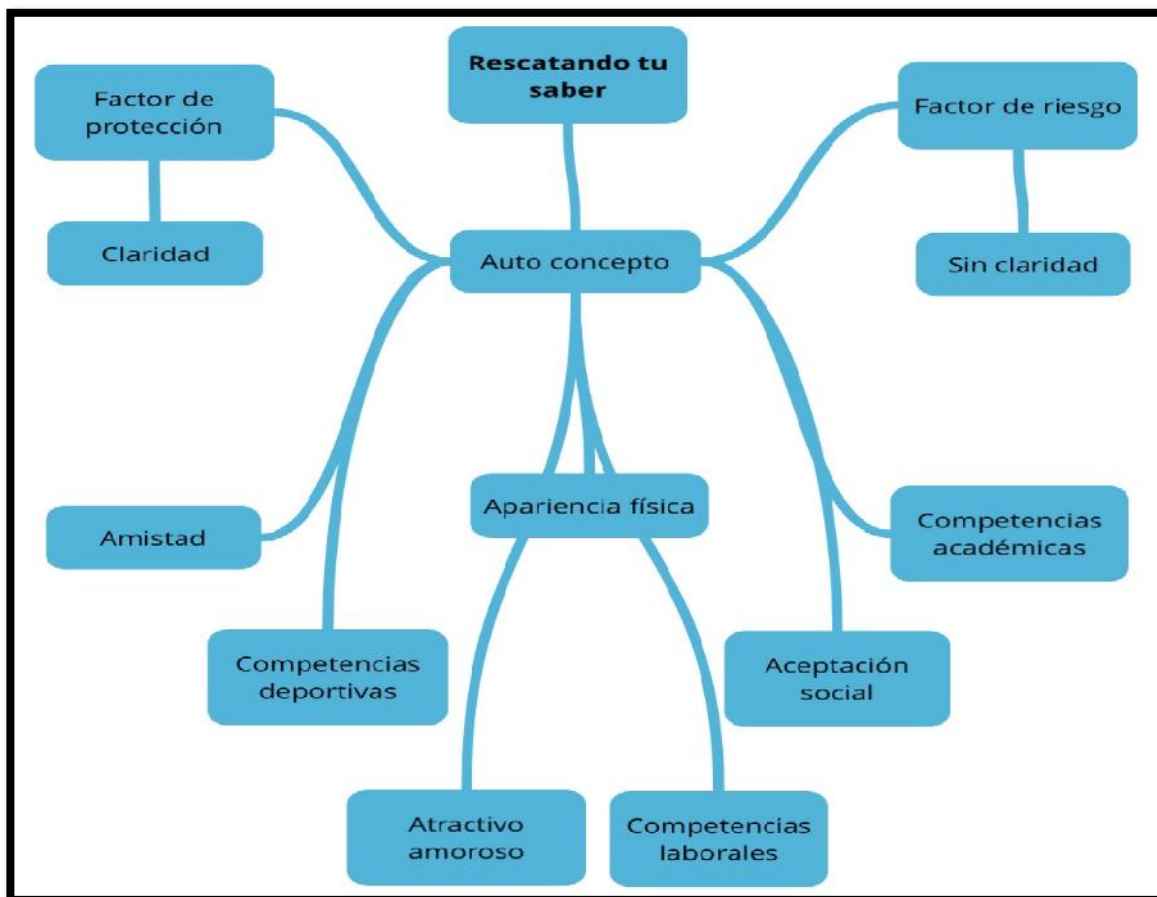 Rescatando tu
saber
Factor de
protección
Factor de riesgo
Claridad
Auto concepto
Sin claridad
Apariencia física
Amistad
Competencias
académicas
Competencias
deportivas
Aceptación
social
Atractivo
amoroso
Competencias
laborales